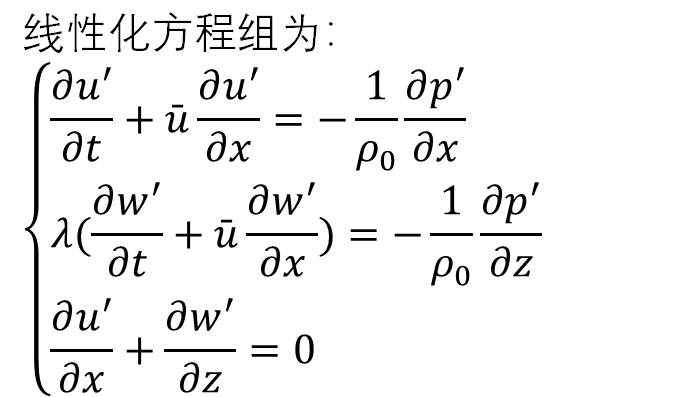 线性化方程组为：
∂u′/∂t + ū ∂u′/∂x = − 1/ρ₀ ∂p′/∂x
λ(∂w′/∂t + ū ∂w′/∂x) = − 1/ρ₀ ∂p′/∂z
∂u′/∂x + ∂w′/∂z = 0